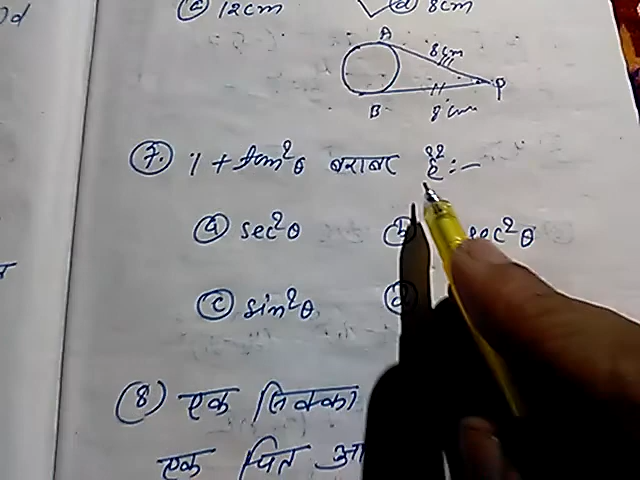 (c) 12cm (d) 8cm
A
8cm
P
B 8cm
(7.) 1 + tan²θ बराबर है :-
(a) sec²θ (b) sec²θ
(c) sin²θ
(8) एक सिक्का
एक चित आ